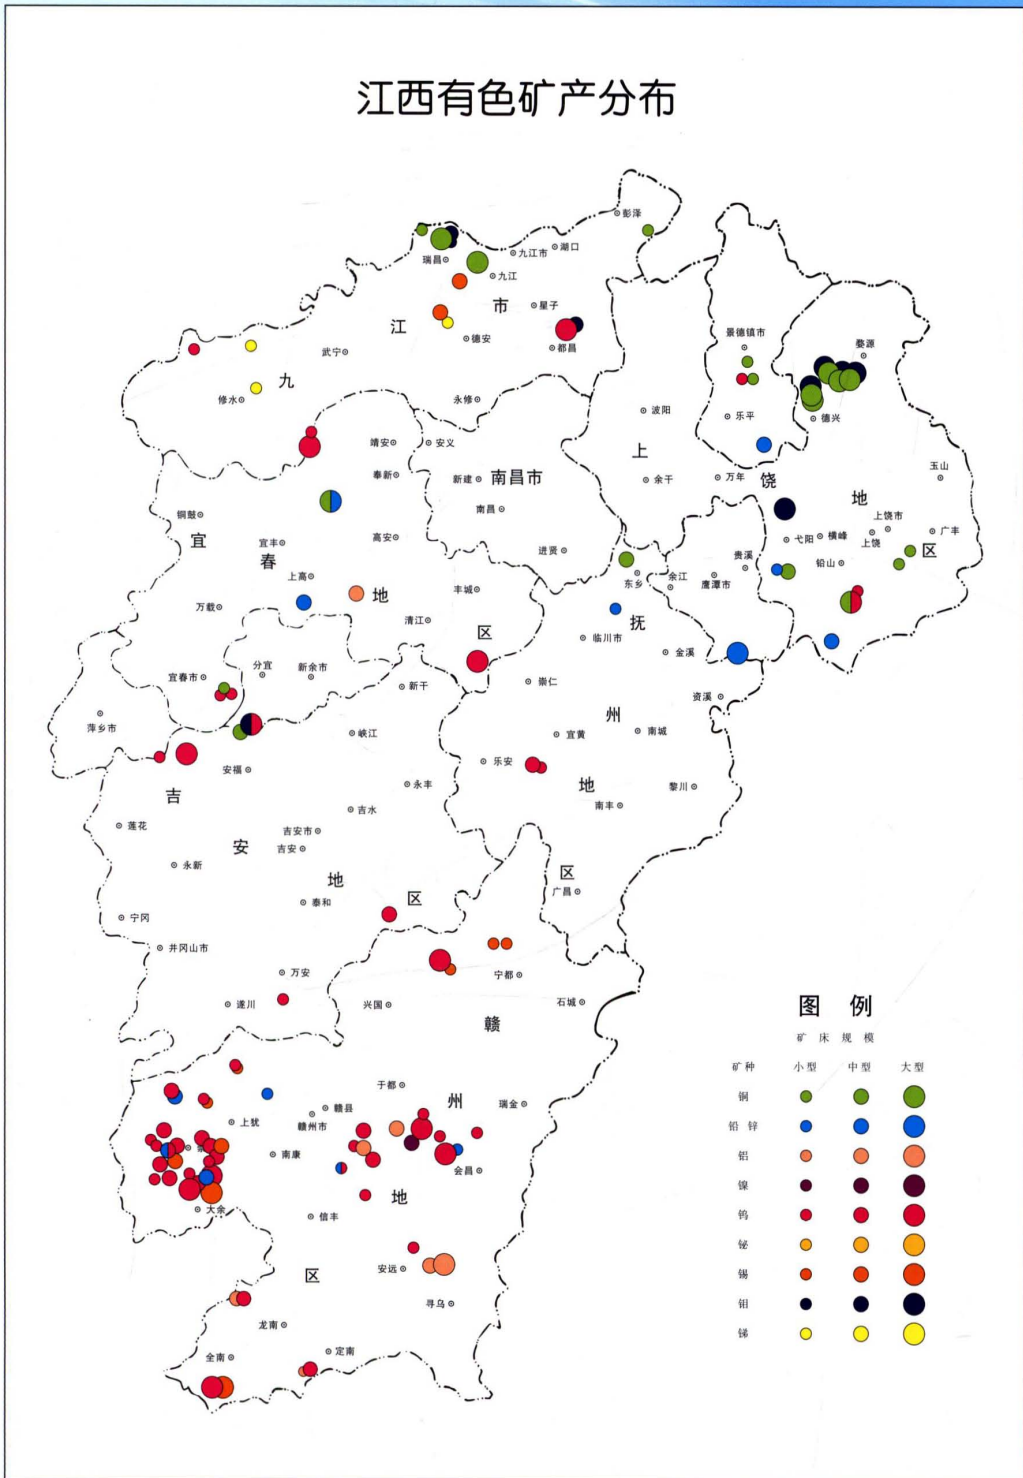 江西有色矿产分布
彭泽
瑞昌
九江市
湖口
九江
市
星子
江
德安
都昌
武宁
九
修水
永修
景德镇市
婺源
波阳
乐平
德兴
靖安
安义
上
奉新
新建
南昌市
余干
万年
饶
玉山
地
铜鼓
南昌
上饶市
宜
宜丰
高安
弋阳
横峰
上饶
广丰
区
春
进贤
贵溪
铅山
上高
东乡
余江
鹰潭市
万载
地
丰城
清江
抚
区
临川市
金溪
宜春市
分宜
新余市
新干
崇仁
资溪
萍乡市
峡江
州
宜黄
南城
安福
乐安
吉
永丰
地
黎川
吉水
南丰
莲花
吉安市
安
吉安
永新
地
区
区
泰和
广昌
宁冈
井冈山市
万安
宁都
遂川
兴国
石城
赣
图 例
矿床规模
矿种
小型
中型
大型
铜
铅锌
铝
镍
钨
铋
锡
钼
锑
于都
州
赣县
瑞金
上犹
赣州市
南康
会昌
地
大余
信丰
安远
区
寻乌
龙南
定南
全南